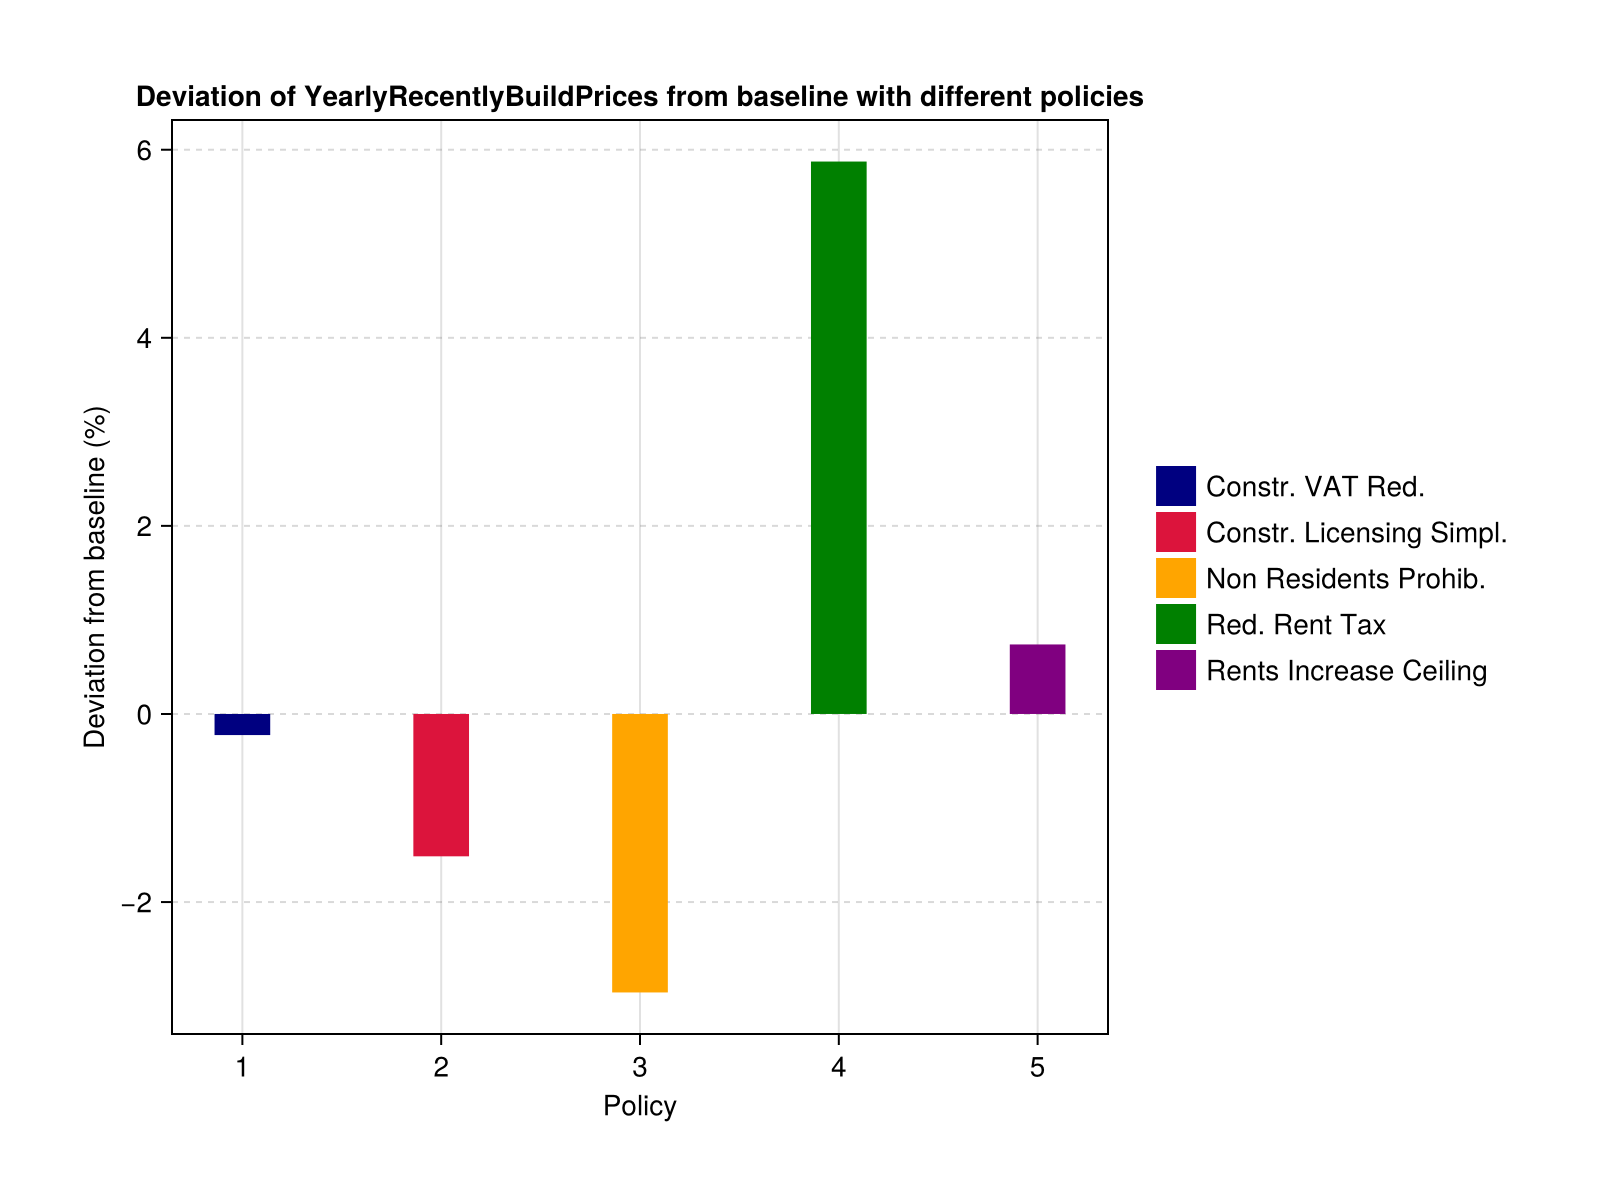 Deviation of YearlyRecentlyBuildPrices from baseline with different policies
Deviation from baseline (%)
6
4
2
0
−2
1 2 3 4 5
Policy
Constr. VAT Red.
Constr. Licensing Simpl.
Non Residents Prohib.
Red. Rent Tax
Rents Increase Ceiling